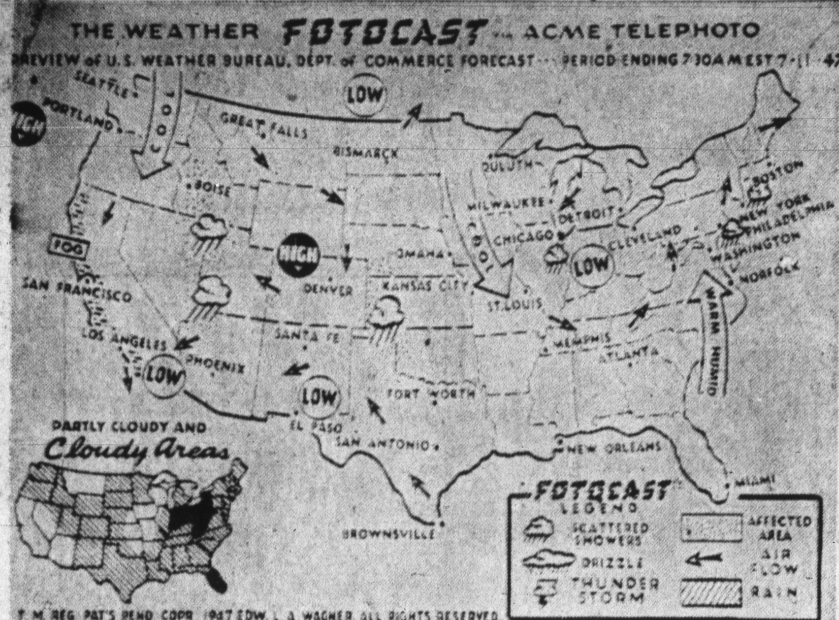 THE WEATHER FOTOCAST... ACME TELEPHOTO
PREVIEW of U.S. WEATHER BUREAU, DEPT. of COMMERCE FORECAST --- PERIOD ENDING 7 30 A M EST 7-11-47
SEATTLE
LOW
COOL
HIGH
PORTLAND
GREAT FALLS
BISMARCK
DULUTH
BOSTON
BOISE
MILWAUKEE
DETROIT
NEW YORK
PHILADELPHIA
CHICAGO
CLEVELAND
COOL
FOG
HIGH
OMAHA
LOW
WASHINGTON
DENVER
KANSAS CITY
NORFOLK
SAN FRANCISCO
ST. LOUIS
WARM HUMID
LOS ANGELES
SANTA FE
MEMPHIS
ATLANTA
PHOENIX
LOW
LOW
FORT WORTH
EL PASO
SAN ANTONIO
NEW ORLEANS
PARTLY CLOUDY AND
Cloudy Areas
MIAMI
BROWNSVILLE
FOTOCAST
LEGEND
SCATTERED
SHOWERS
AFFECTED
AREA
DRIZZLE
AIR
FLOW
THUNDER
STORM
RAIN
T. M. REG. PAT'S PEND. COPR. 1947 EDW. L. A. WAGNER. ALL RIGHTS RESERVED